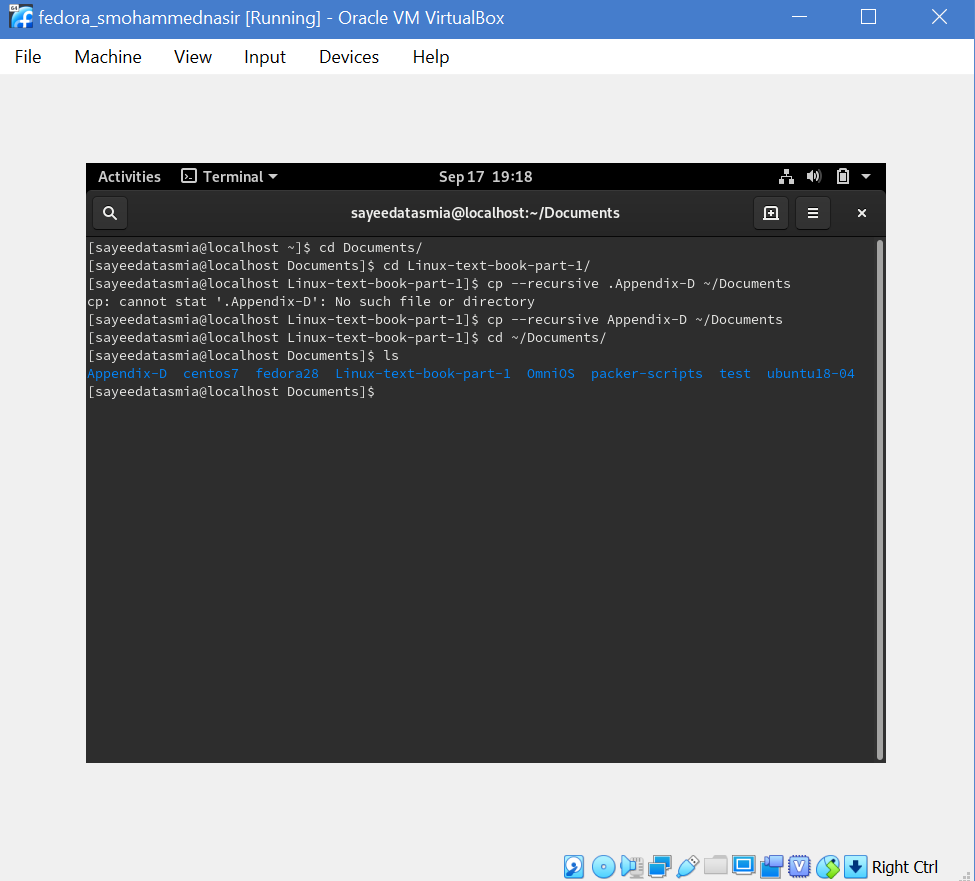 fedora_smohammednasir [Running] - Oracle VM VirtualBox
File Machine View Input Devices Help
Activities Terminal Sep 17 19:18
sayeedatasmia@localhost:~/Documents
[sayeedatasmia@localhost ~]$ cd Documents/
[sayeedatasmia@localhost Documents]$ cd Linux-text-book-part-1/
[sayeedatasmia@localhost Linux-text-book-part-1]$ cp --recursive .Appendix-D ~/Documents
cp: cannot stat '.Appendix-D': No such file or directory
[sayeedatasmia@localhost Linux-text-book-part-1]$ cp --recursive Appendix-D ~/Documents
[sayeedatasmia@localhost Linux-text-book-part-1]$ cd ~/Documents/
[sayeedatasmia@localhost Documents]$ ls
Appendix-D centos7 fedora28 Linux-text-book-part-1 OmniOS packer-scripts test ubuntu18-04
[sayeedatasmia@localhost Documents]$
Right Ctrl